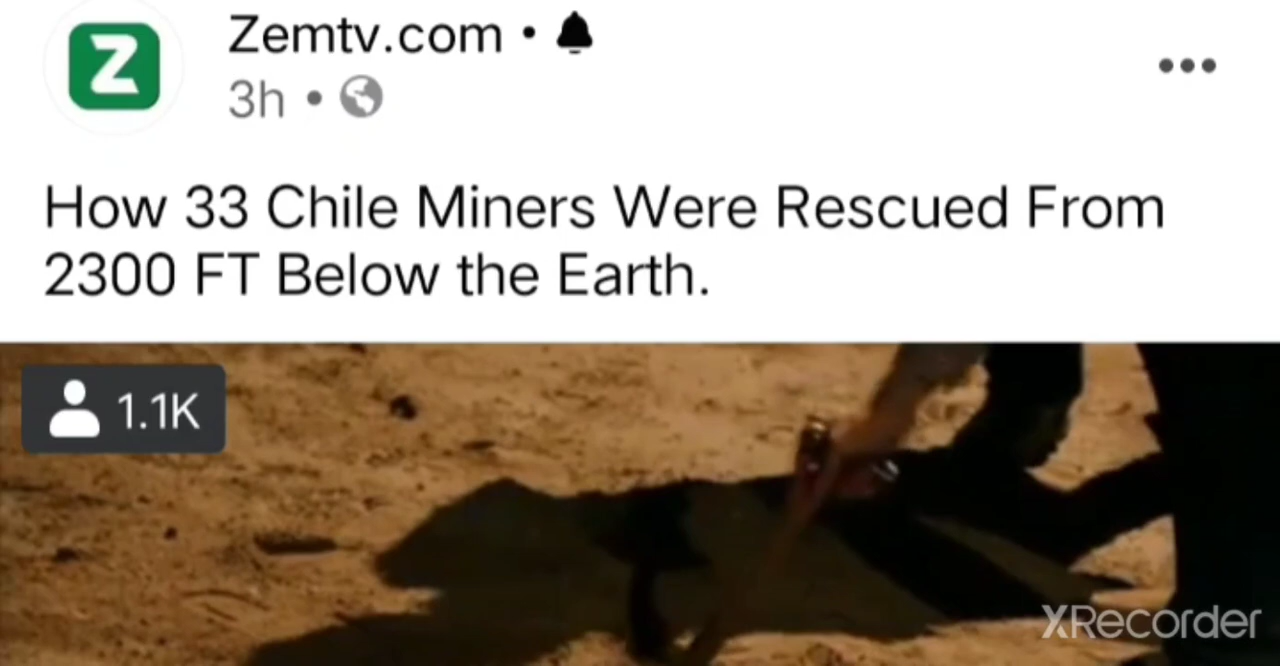 Z
Zemtv.com •
3h •
How 33 Chile Miners Were Rescued From
2300 FT Below the Earth.
1.1K
XRecorder